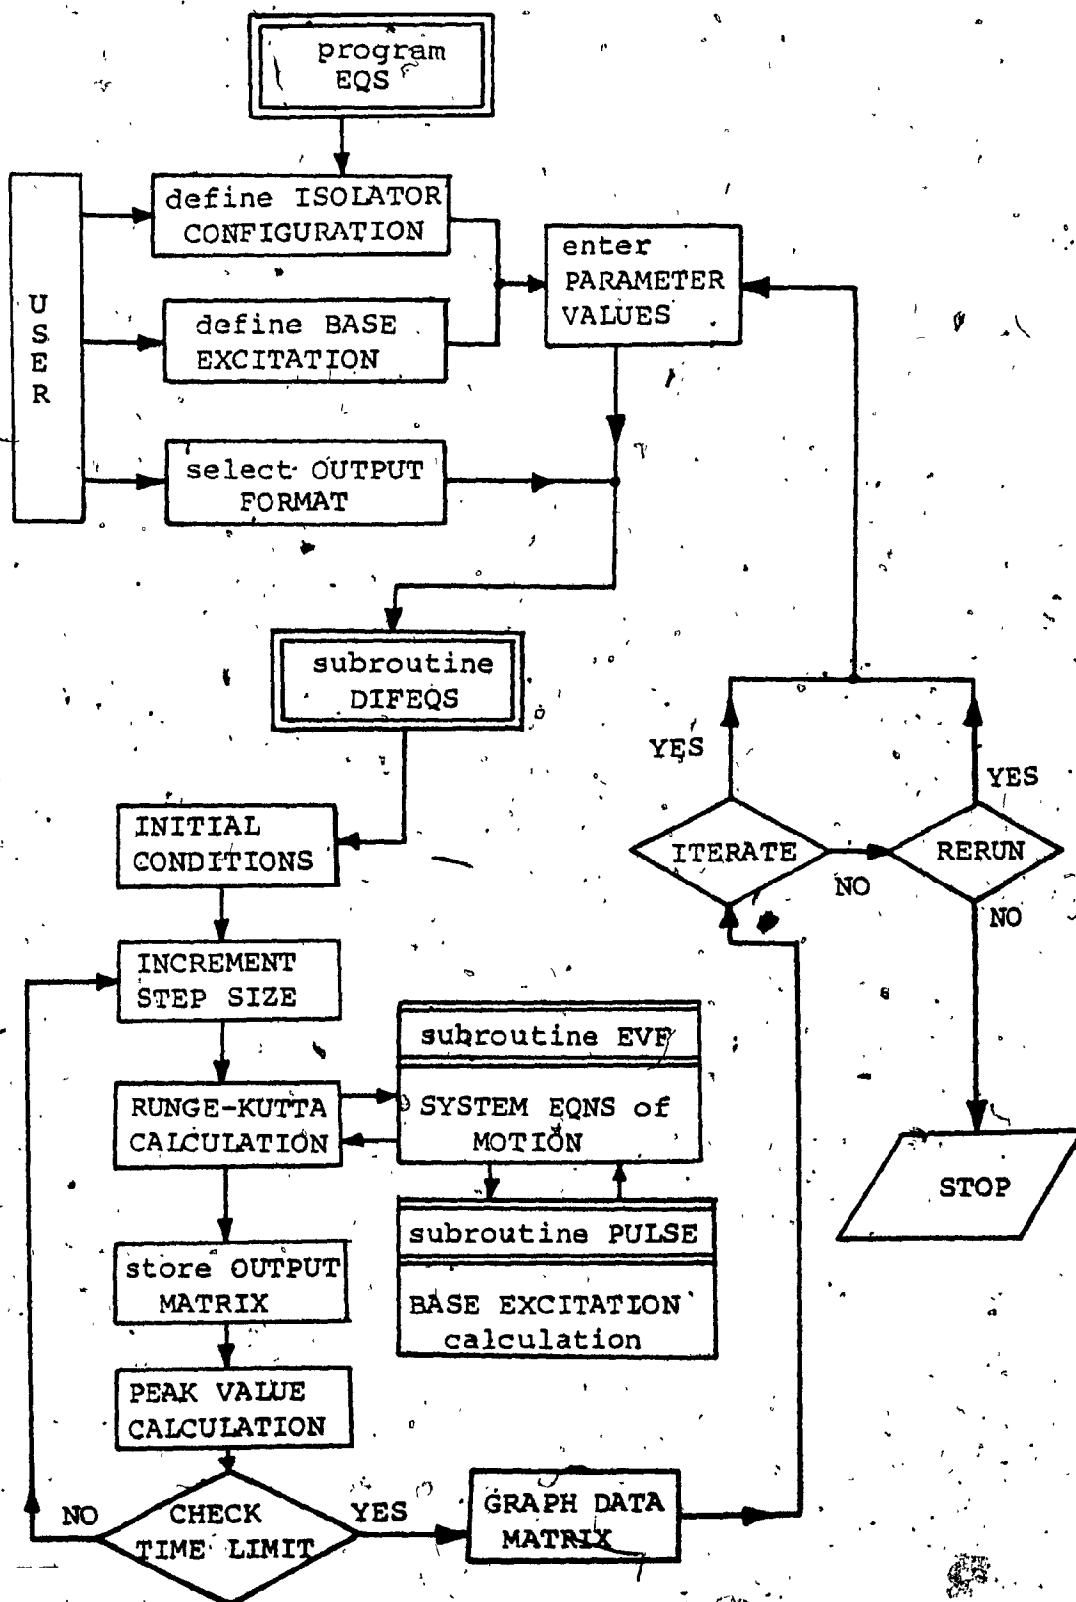 program
EQS
define ISOLATOR
CONFIGURATION
enter
PARAMETER
VALUES
U
S
E
R
define BASE
EXCITATION
select OUTPUT
FORMAT
subroutine
DIFEQS
YES
YES
INITIAL
CONDITIONS
ITERATE
RERUN
NO
NO
INCREMENT
STEP SIZE
subroutine EVF
RUNGE-KUTTA
CALCULATION
SYSTEM EQNS of
MOTION
STOP
subroutine PULSE
store OUTPUT
MATRIX
BASE EXCITATION
calculation
PEAK VALUE
CALCULATION
NO
CHECK
TIME LIMIT
YES
GRAPH DATA
MATRIX